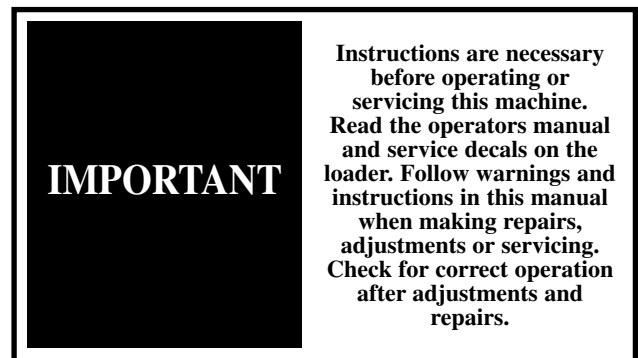 IMPORTANT
Instructions are necessary
before operating or
servicing this machine.
Read the operators manual
and service decals on the
loader. Follow warnings and
instructions in this manual
when making repairs,
adjustments or servicing.
Check for correct operation
after adjustments and
repairs.